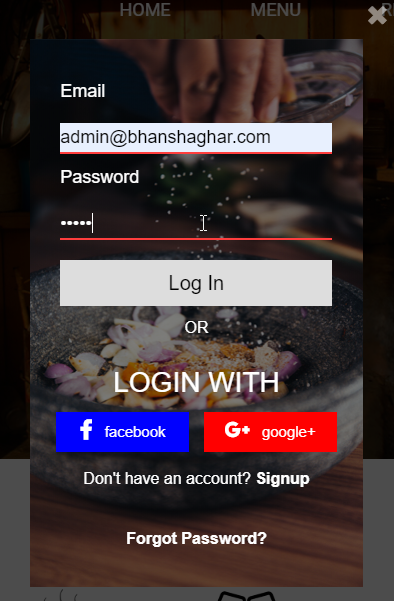 HOME MENU
Email
admin@bhanshaghar.com
Password
•••••
Log In
OR
LOGIN WITH
facebook google+
Don't have an account? Signup
Forgot Password?